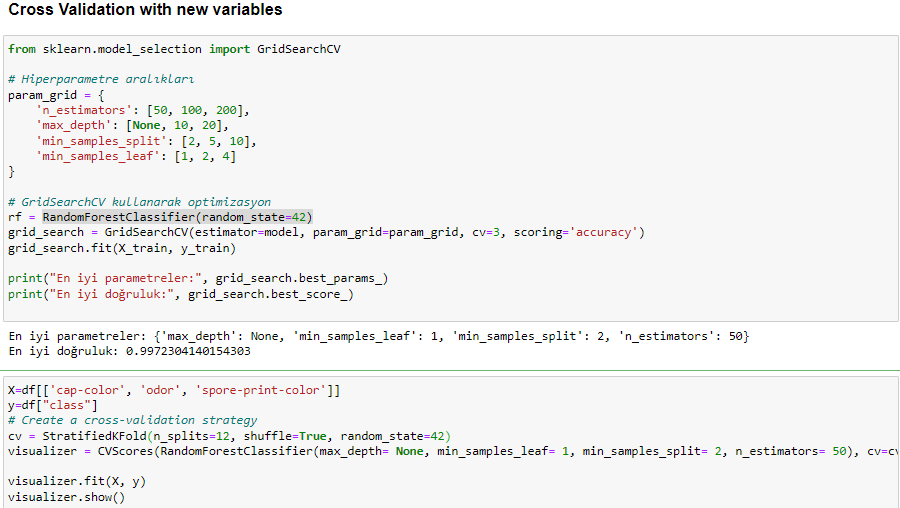 Cross Validation with new variables
from sklearn.model_selection import GridSearchCV
# Hiperparametre aralıkları
param_grid = {
    'n_estimators': [50, 100, 200],
    'max_depth': [None, 10, 20],
    'min_samples_split': [2, 5, 10],
    'min_samples_leaf': [1, 2, 4]
}
# GridSearchCV kullanarak optimizasyon
rf = RandomForestClassifier(random_state=42)
grid_search = GridSearchCV(estimator=model, param_grid=param_grid, cv=3, scoring='accuracy')
grid_search.fit(X_train, y_train)
print("En iyi parametreler:", grid_search.best_params_)
print("En iyi doğruluk:", grid_search.best_score_)
En iyi parametreler: {'max_depth': None, 'min_samples_leaf': 1, 'min_samples_split': 2, 'n_estimators': 50}
En iyi doğruluk: 0.9972304140154303
X=df[['cap-color', 'odor', 'spore-print-color']]
y=df["class"]
# Create a cross-validation strategy
cv = StratifiedKFold(n_splits=12, shuffle=True, random_state=42)
visualizer = CVScores(RandomForestClassifier(max_depth= None, min_samples_leaf= 1, min_samples_split= 2, n_estimators= 50), cv=c
visualizer.fit(X, y)
visualizer.show()